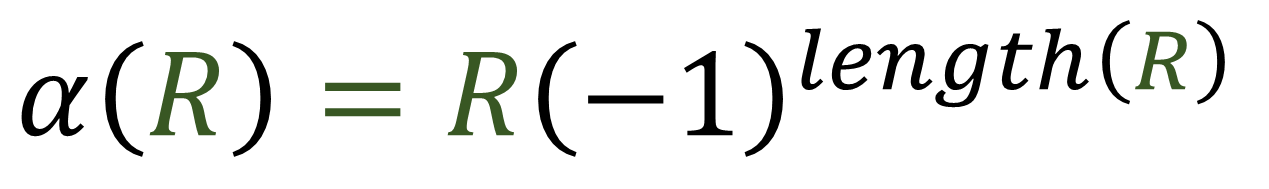 α(R) = R(−1)^length(R)